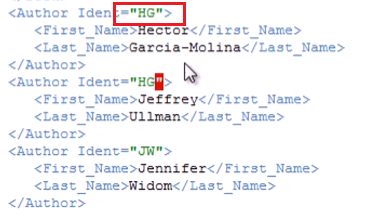 <Author Ident="HG">
<First_Name>Hector</First_Name>
<Last_Name>Garcia-Molina</Last_Name>
</Author>
<Author Ident="HG">
<First_Name>Jeffrey</First_Name>
<Last_Name>Ullman</Last_Name>
</Author>
<Author Ident="JW">
<First_Name>Jennifer</First_Name>
<Last_Name>Widom</Last_Name>
</Author>